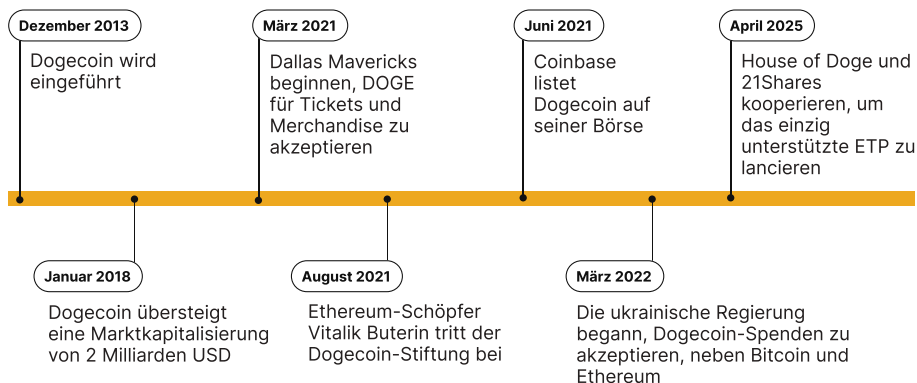 Dezember 2013
Dogecoin wird
eingeführt
Januar 2018
Dogecoin übersteigt
eine Marktkapitalisierung
von 2 Milliarden USD
März 2021
Dallas Mavericks
beginnen, DOGE
für Tickets und
Merchandise zu
akzeptieren
August 2021
Ethereum-Schöpfer
Vitalik Buterin tritt der
Dogecoin-Stiftung bei
Juni 2021
Coinbase
listet
Dogecoin auf
seiner Börse
März 2022
Die ukrainische Regierung
begann, Dogecoin-Spenden zu
akzeptieren, neben Bitcoin und
Ethereum
April 2025
House of Doge und
21Shares
kooperieren, um
das einzig
unterstützte ETP zu
lancieren